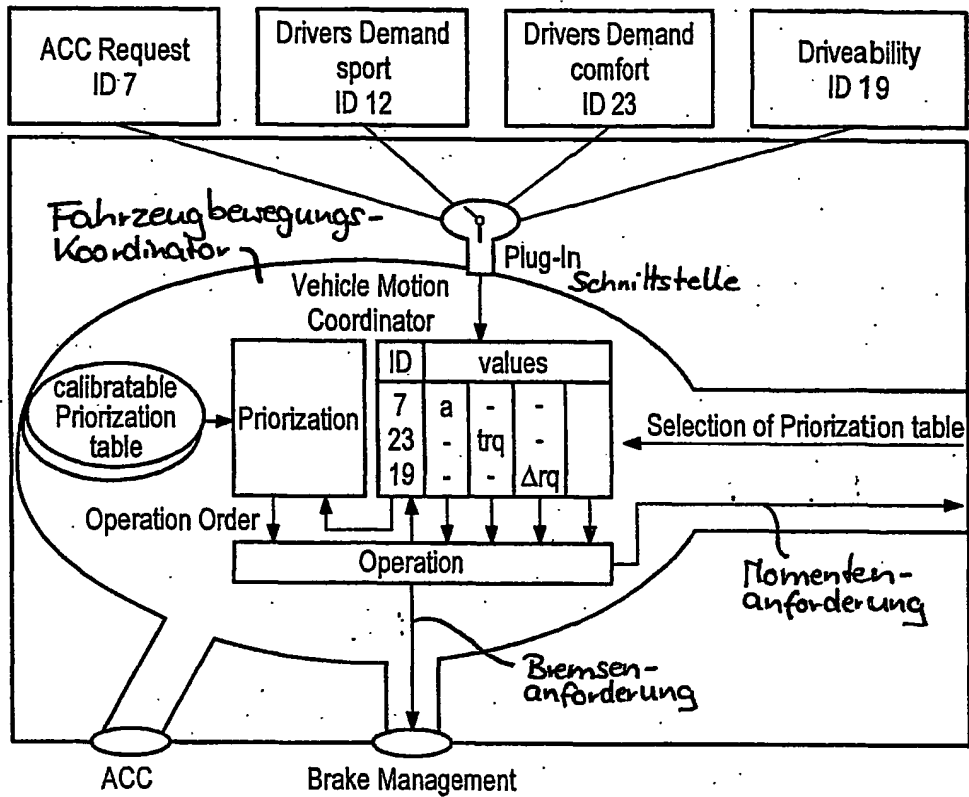 ACC Request
ID 7
Drivers Demand
sport
ID 12
Drivers Demand
comfort
ID 23
Driveability
ID 19
Fahrzeugbewegungs-
Koordinator
Plug-In
Schnittstelle
Vehicle Motion
Coordinator
calibratable
Priorization
table
Priorization
ID values
7 a - -
23 - trq -
19 - - Δrq
Selection of Priorization table
Operation Order
Operation
Momenten-
anforderung
Bremsen-
anforderung
ACC
Brake Management